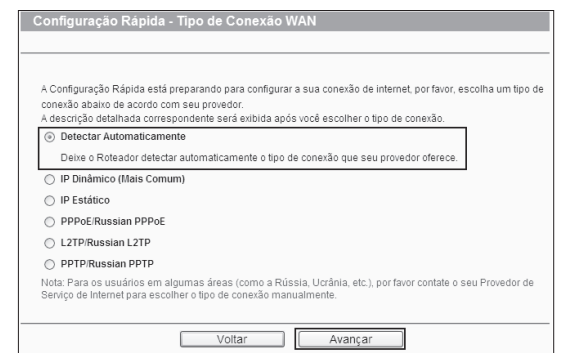 Configuração Rápida - Tipo de Conexão WAN
A Configuração Rápida está preparando para configurar a sua conexão de internet, por favor, escolha um tipo de
conexão abaixo de acordo com seu provedor.
A descrição detalhada correspondente será exibida após você escolher o tipo de conexão.
Detectar Automaticamente
Deixe o Roteador detectar automaticamente o tipo de conexão que seu provedor oferece.
IP Dinâmico (Mais Comum)
IP Estático
PPPoE/Russian PPPoE
L2TP/Russian L2TP
PPTP/Russian PPTP
Nota: Para os usuários em algumas áreas (como a Rússia, Ucrânia, etc.), por favor contate o seu Provedor de
Serviço de Internet para escolher o tipo de conexão manualmente.
Voltar
Avançar